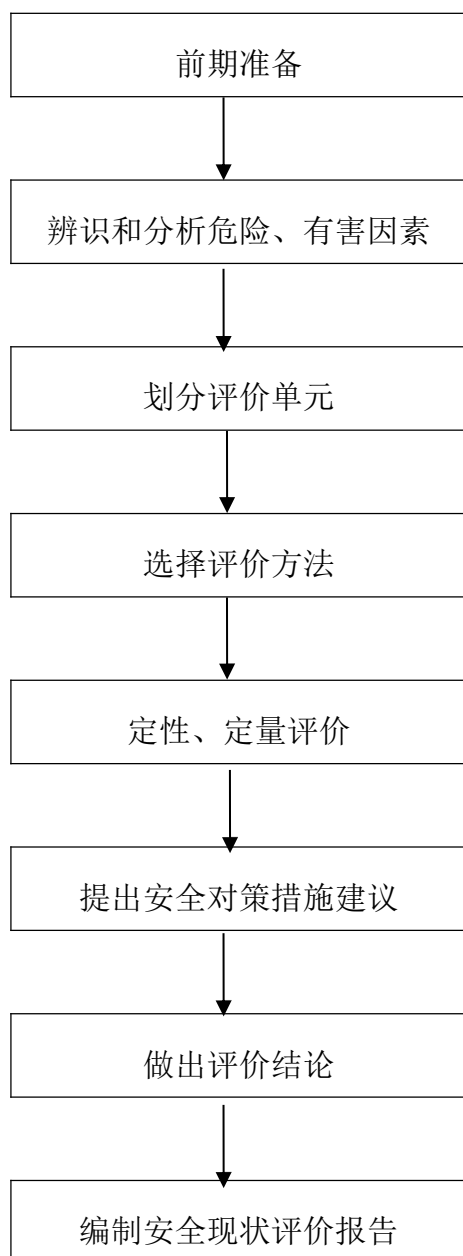 前期准备
辨识和分析危险、有害因素
划分评价单元
选择评价方法
定性、定量评价
提出安全对策措施建议
做出评价结论
编制安全现状评价报告